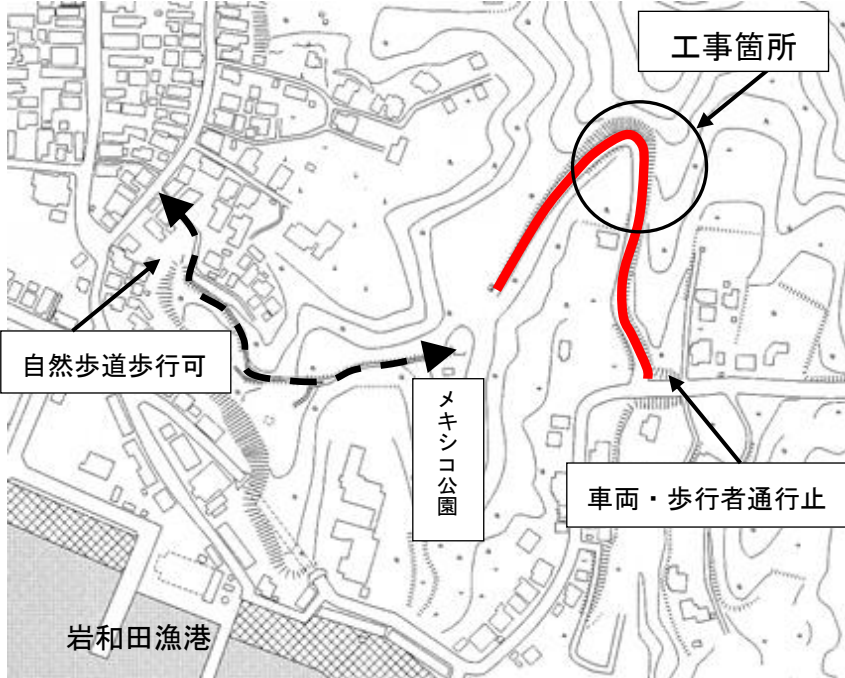 工事箇所
自然歩道歩行可
メキシコ公園
車両・歩行者通行止
岩和田漁港